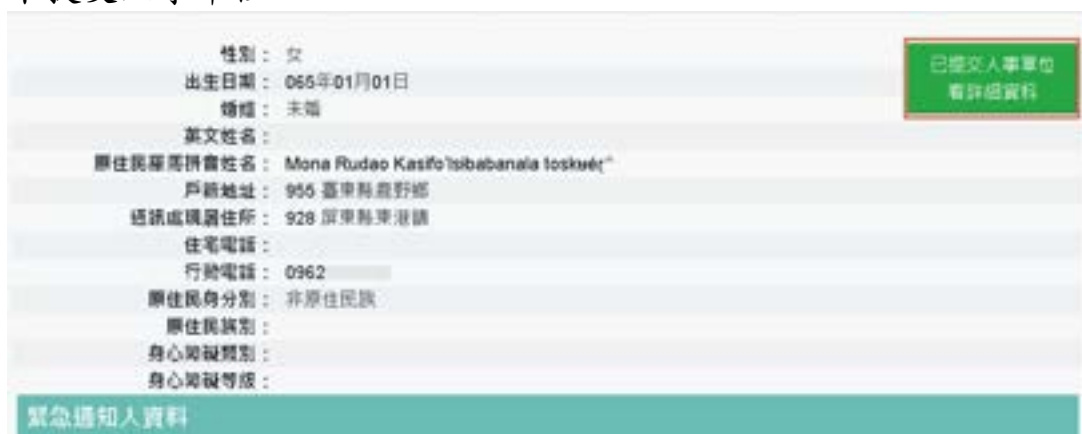 性別： 女
已提交人事單位
看詳細資料
出生日期： 065年01月01日
婚姻： 未婚
英文姓名：
原住民羅馬拼音姓名： Mona Rudao Kasifo'Isibabanala
戶籍地址： 955 臺東縣鹿野鄉
通訊處現居住所： 928 屏東縣東港鎮
住宅電話：
行動電話： 0962
原住民身分別： 非原住民族
原住民族別：
身心障礙類別：
身心障礙等級：
緊急通知人資料